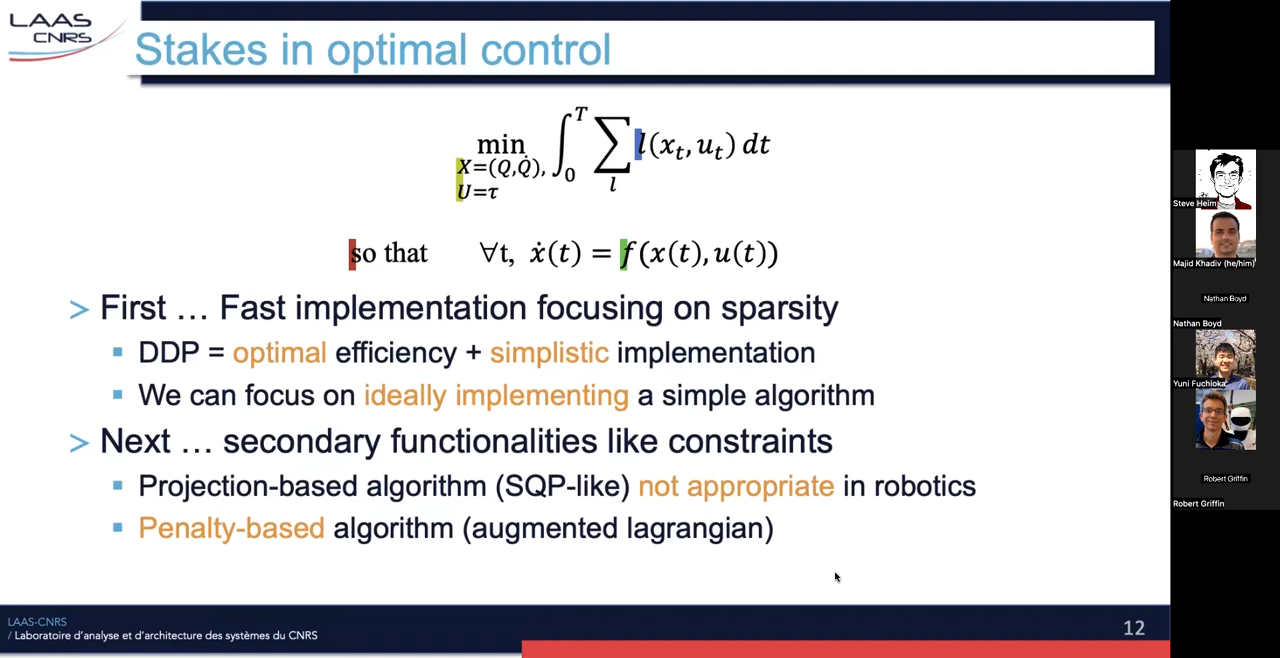 LAAS
CNRS
Stakes in optimal control
min ∫₀ᵀ ∑ₗ l(xₜ, uₜ) dt
X=(Q,Q̇),
U=τ
so that ∀t, ẋ(t) = f(x(t), u(t))
> First … Fast implementation focusing on sparsity
▪ DDP = optimal efficiency + simplistic implementation
▪ We can focus on ideally implementing a simple algorithm
> Next … secondary functionalities like constraints
▪ Projection-based algorithm (SQP-like) not appropriate in robotics
▪ Penalty-based algorithm (augmented lagrangian)
LAAS-CNRS
/ Laboratoire d'analyse et d'architecture des systèmes du CNRS
12
Steve Heim
Majid Khadiv (he/him)
Nathan Boyd
Nathan Boyd
Yuni Fuchioka
Robert Griffin
Robert Griffin